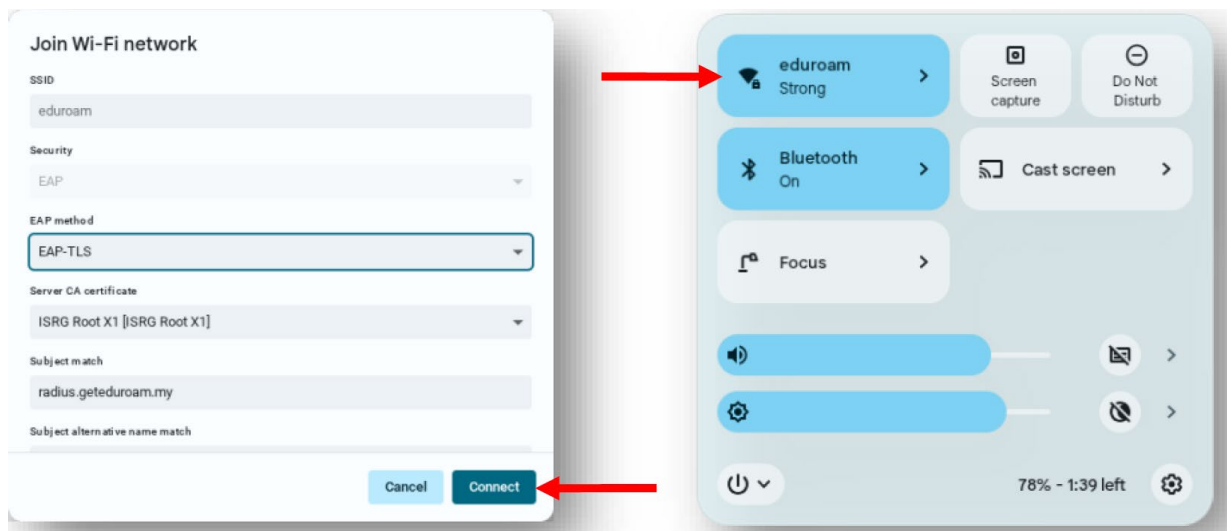 Join Wi-Fi network
SSID
eduroam
Security
EAP
EAP method
EAP-TLS
Server CA certificate
ISRG Root X1 [ISRG Root X1]
Subject match
radius.geteduroam.my
Subject alternative name match
Cancel
Connect
eduroam
Strong
Screen
capture
Do Not
Disturb
Bluetooth
On
Cast screen
Focus
78% - 1:39 left